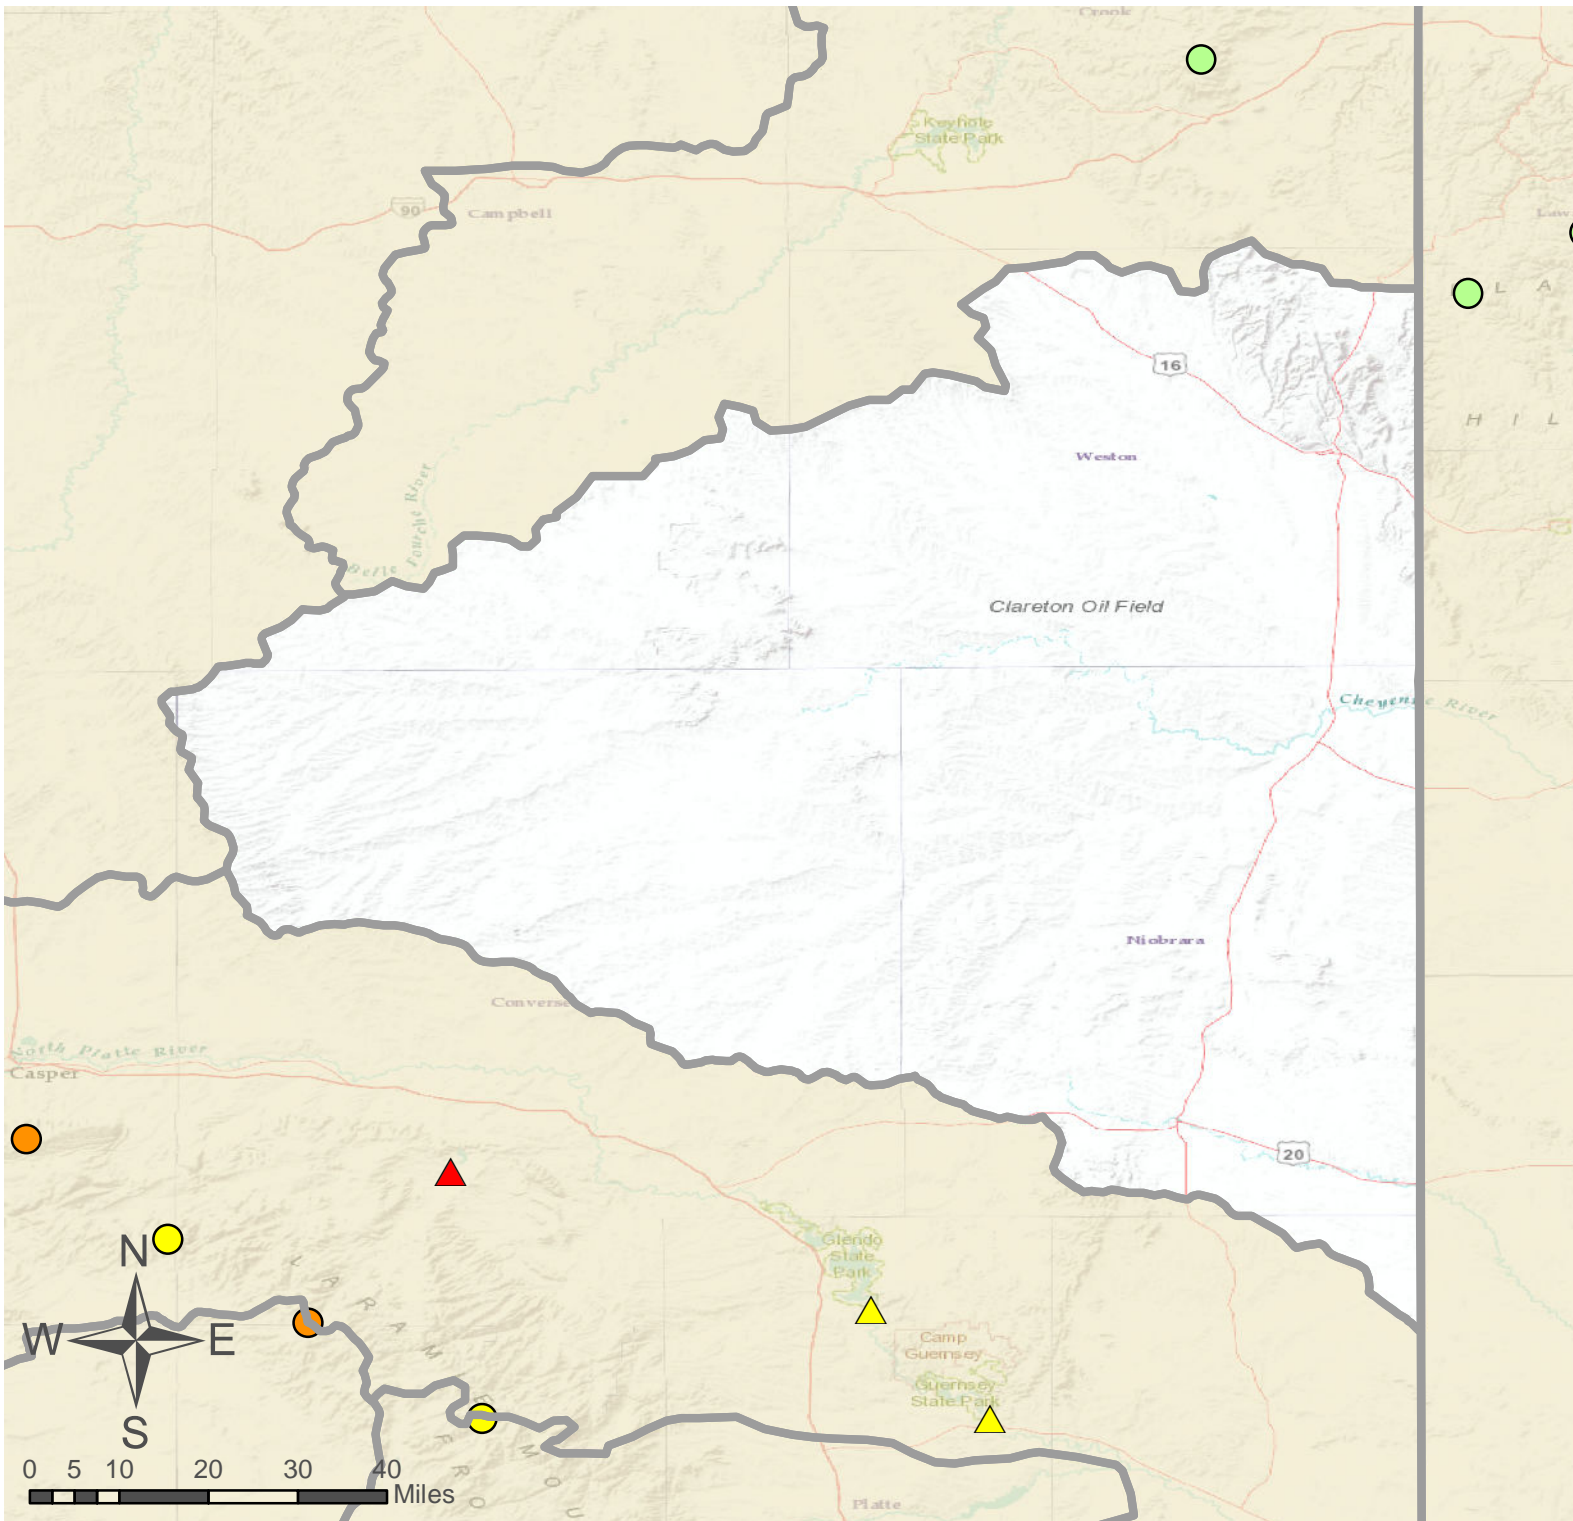 Crook
Keyhole
State Park
90
Campbell
Law
L A
16
H I L
Weston
Belle Fourche River
Clareton Oil Field
Cheyenne River
Niobrara
Converse
North Platte River
Casper
20
Glendo
State
Park
N
W E
S
L A R A M
Camp
Guernsey
Guernsey
State Park
E M O U
F R O
0 5 10 20 30 40
Miles
Platte